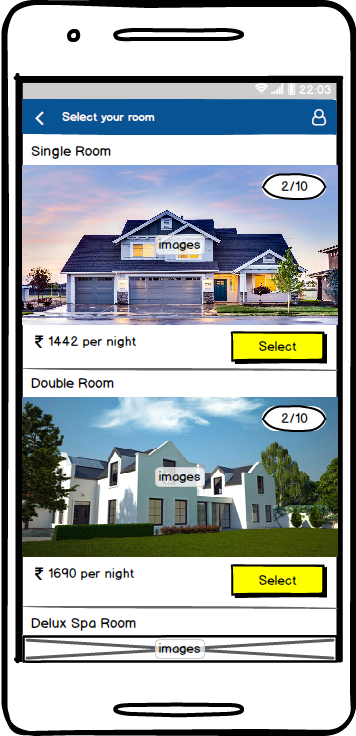 22:03
Select your room
Single Room
2/10
images
₹ 1442 per night
Select
Double Room
2/10
images
₹ 1690 per night
Select
Delux Spa Room
images